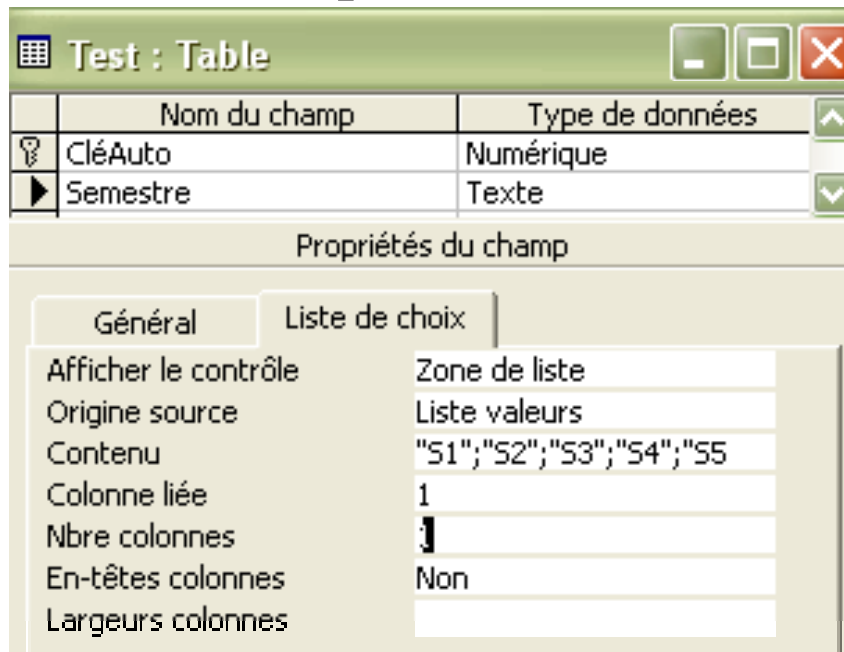 Test : Table
Nom du champ Type de données
CléAuto Numérique
Semestre Texte
Propriétés du champ
Général Liste de choix
Afficher le contrôle Zone de liste
Origine source Liste valeurs
Contenu "S1";"S2";"S3";"S4";"S5
Colonne liée 1
Nbre colonnes
En-têtes colonnes Non
Largeurs colonnes